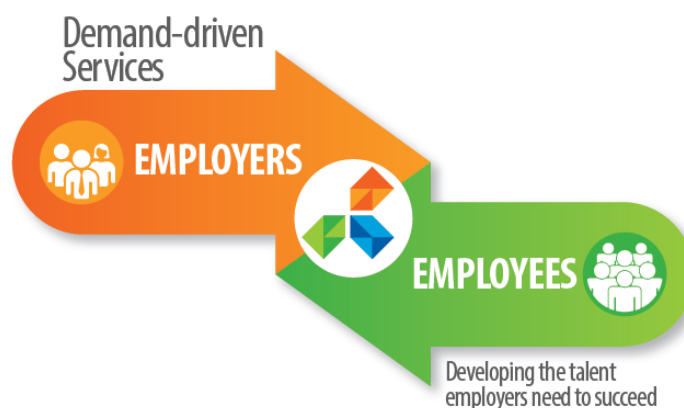 Demand-driven
Services
EMPLOYERS
EMPLOYEES
Developing the talent
employers need to succeed